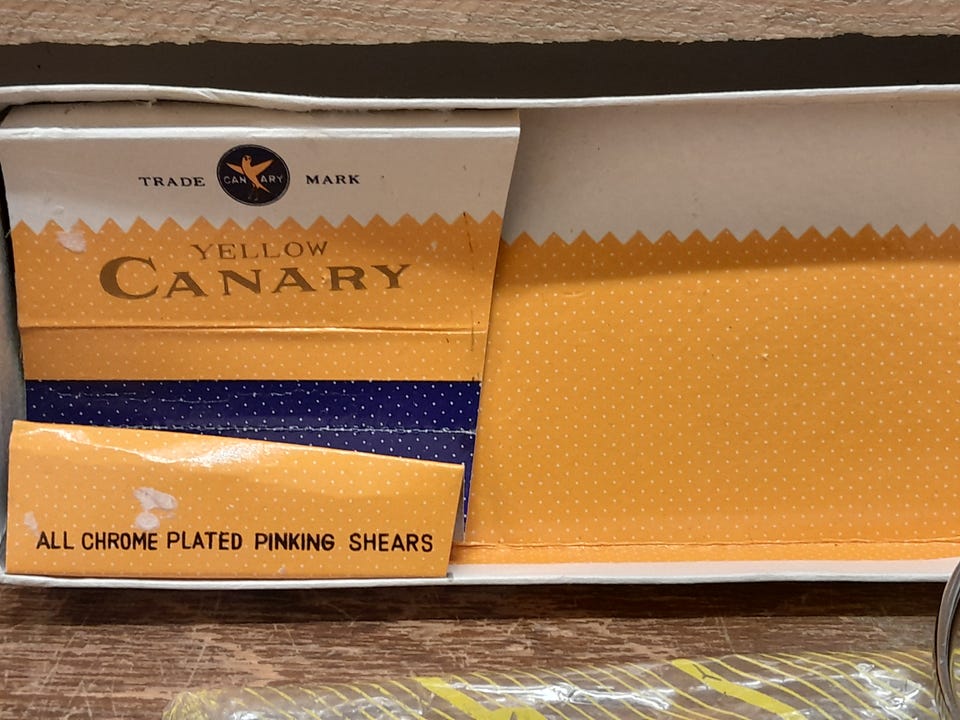 TRADE CANARY MARK
YELLOW
CANARY
ALL CHROME PLATED PINKING SHEARS